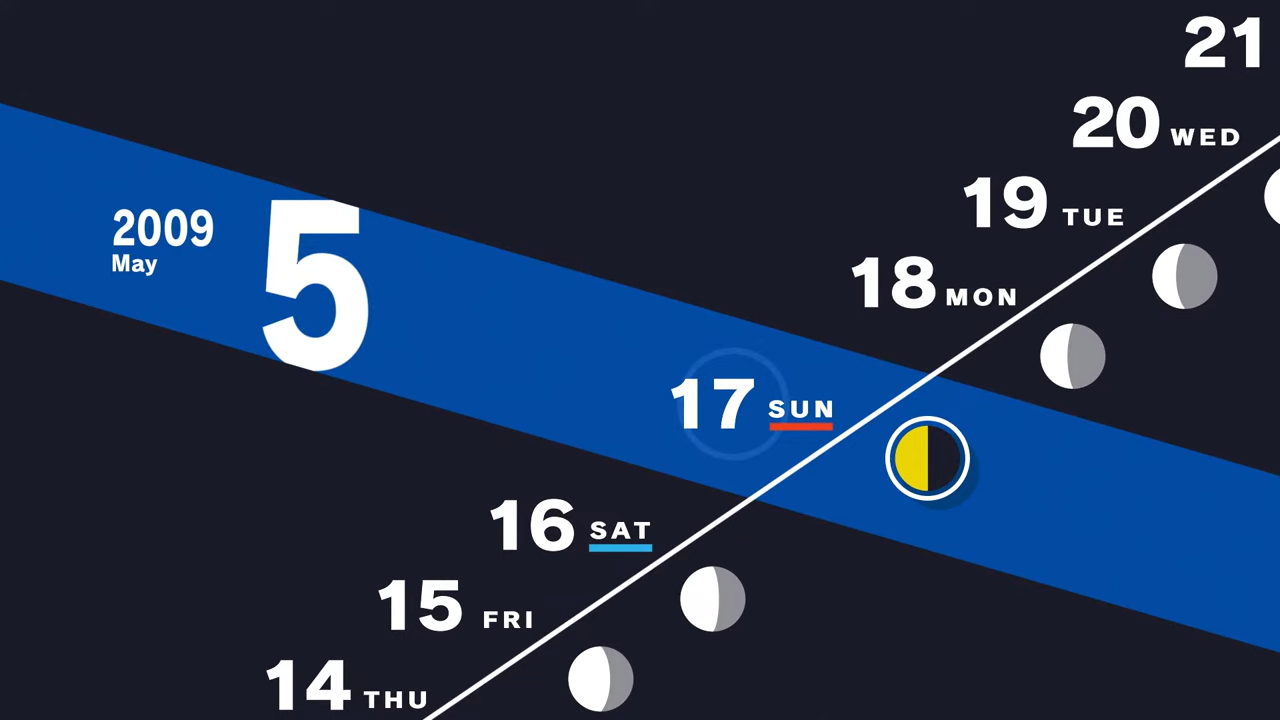 21
20 WED
19 TUE
2009
May
5
18 MON
17 SUN
16 SAT
15 FRI
14 THU